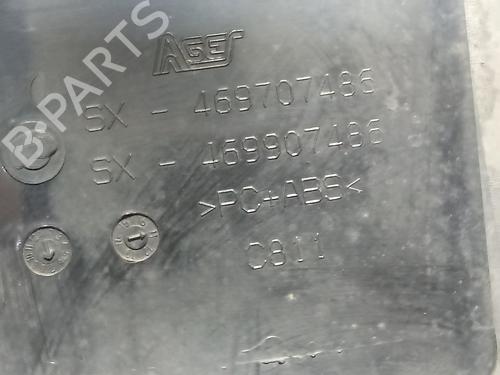 AGES
SX - 469707486
SX - 469907486
>PC+ABS<
C811
B-PARTS